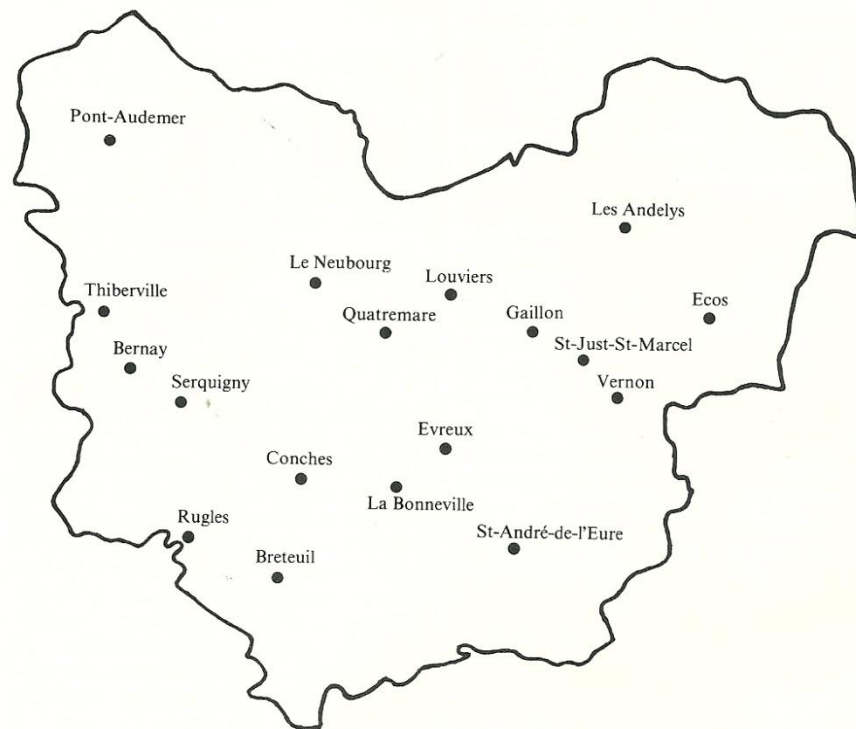 Pont-Audemer
Les Andelys
Le Neubourg
Louviers
Thiberville
Quatremare
Gaillon
Ecos
St-Just-St-Marcel
Bernay
Vernon
Serquigny
Evreux
Conches
La Bonneville
Rugles
St-André-de-l'Eure
Breteuil